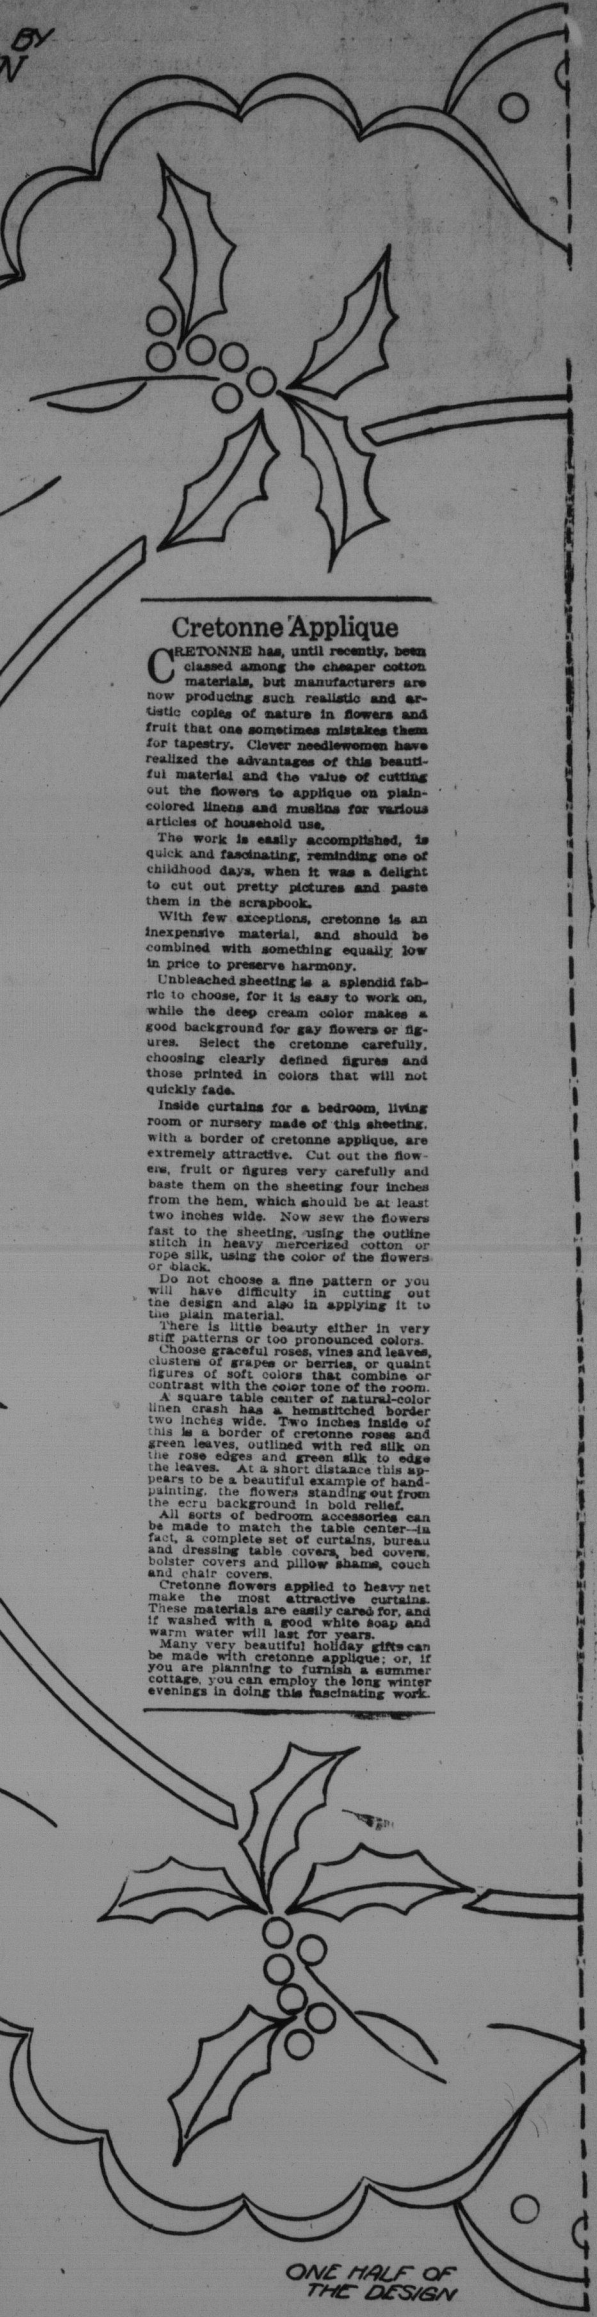 BY
N
Cretonne Applique
CRETONNE has, until recently, been
classed among the cheaper cotton
materials, but manufacturers are
now producing such realistic and ar-
tistic copies of nature in flowers and
fruit that one sometimes mistakes them
for tapestry. Clever needlewomen have
realized the advantages of this beauti-
ful material and the value of cutting
out the flowers to applique on plain-
colored linens and muslins for various
articles of household use.
The work is easily accomplished, is
quick and fascinating, reminding one of
childhood days, when it was a delight
to cut out pretty pictures and paste
them in the scrapbook.
With few exceptions, cretonne is an
inexpensive material, and should be
combined with something equally low
in price to preserve harmony.
Unbleached sheeting is a splendid fab-
ric to choose, for it is easy to work on,
while the deep cream color makes a
good background for gay flowers or fig-
ures. Select the cretonne carefully,
choosing clearly defined figures and
those printed in colors that will not
quickly fade.
Inside curtains for a bedroom, living
room or nursery made of this sheeting,
with a border of cretonne applique, are
extremely attractive. Cut out the flow-
ers, fruit or figures very carefully and
baste them on the sheeting four inches
from the hem, which should be at least
two inches wide. Now sew the flowers
fast to the sheeting, using the outline
stitch in heavy mercerized cotton or
rope silk, using the color of the flowers
or black.
Do not choose a fine pattern or you
will have difficulty in cutting out
the design and also in applying it to
the plain material.
There is little beauty either in very
stiff patterns or too pronounced colors.
Choose graceful roses, vines and leaves,
clusters of grapes or berries, or quaint
figures of soft colors that combine or
contrast with the color tone of the room.
A square table center of natural-color
linen crash has a hemstitched border
two inches wide. Two inches inside of
this is a border of cretonne roses and
green leaves, outlined with red silk on
the rose edges and green silk to edge
the leaves. At a short distance this ap-
pears to be a beautiful example of hand-
painting, the flowers standing out from
the ecru background in bold relief.
All sorts of bedroom accessories can
be made to match the table center—in
fact, a complete set of curtains, bureau
and dressing table covers, bed covers,
bolster covers and pillow shams, couch
and chair covers.
Cretonne flowers applied to heavy net
make the most attractive curtains.
These materials are easily cared for, and
if washed with a good white soap and
warm water will last for years.
Many very beautiful holiday gifts can
be made with cretonne applique; or, if
you are planning to furnish a summer
cottage, you can employ the long winter
evenings in doing this fascinating work.
ONE HALF OF
THE DESIGN